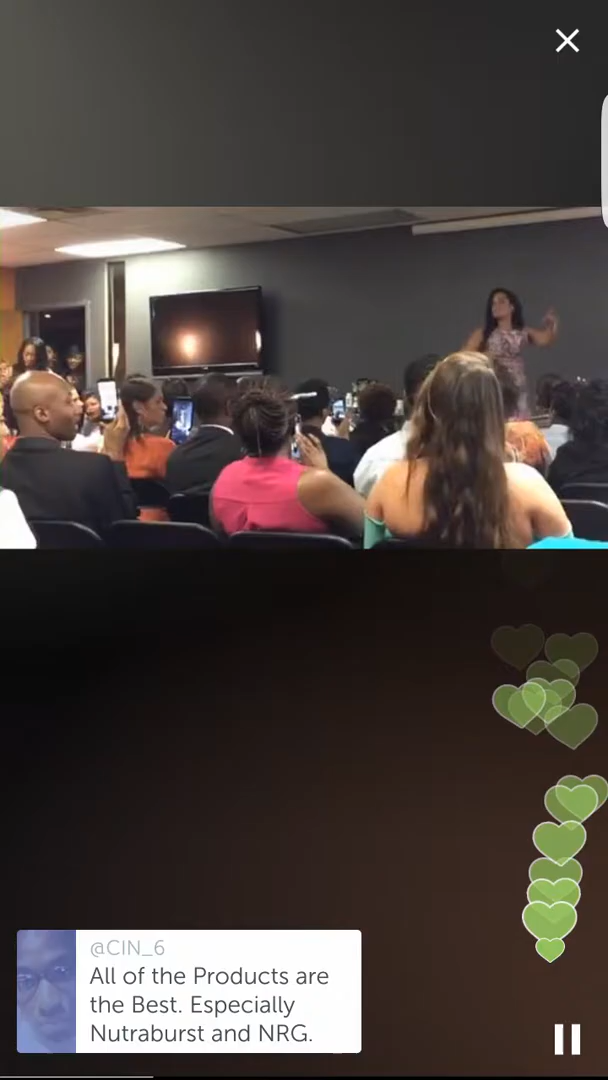 @CIN_6
All of the Products are
the Best. Especially
Nutraburst and NRG.